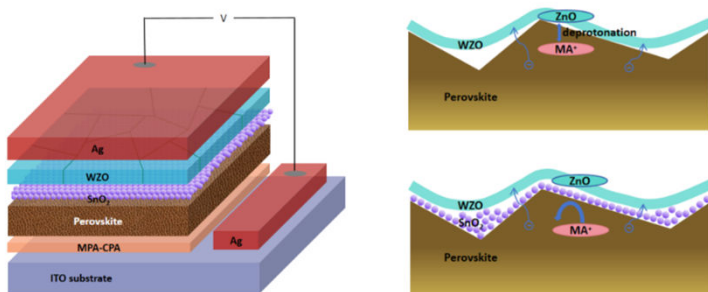 V
Ag
WZO
SnO₂
Perovskite
MPA-CPA
Ag
ITO substrate
ZnO
deprotonation
WZO
MA⁺
Perovskite
ZnO
WZO
SnO₂
MA⁺
Perovskite